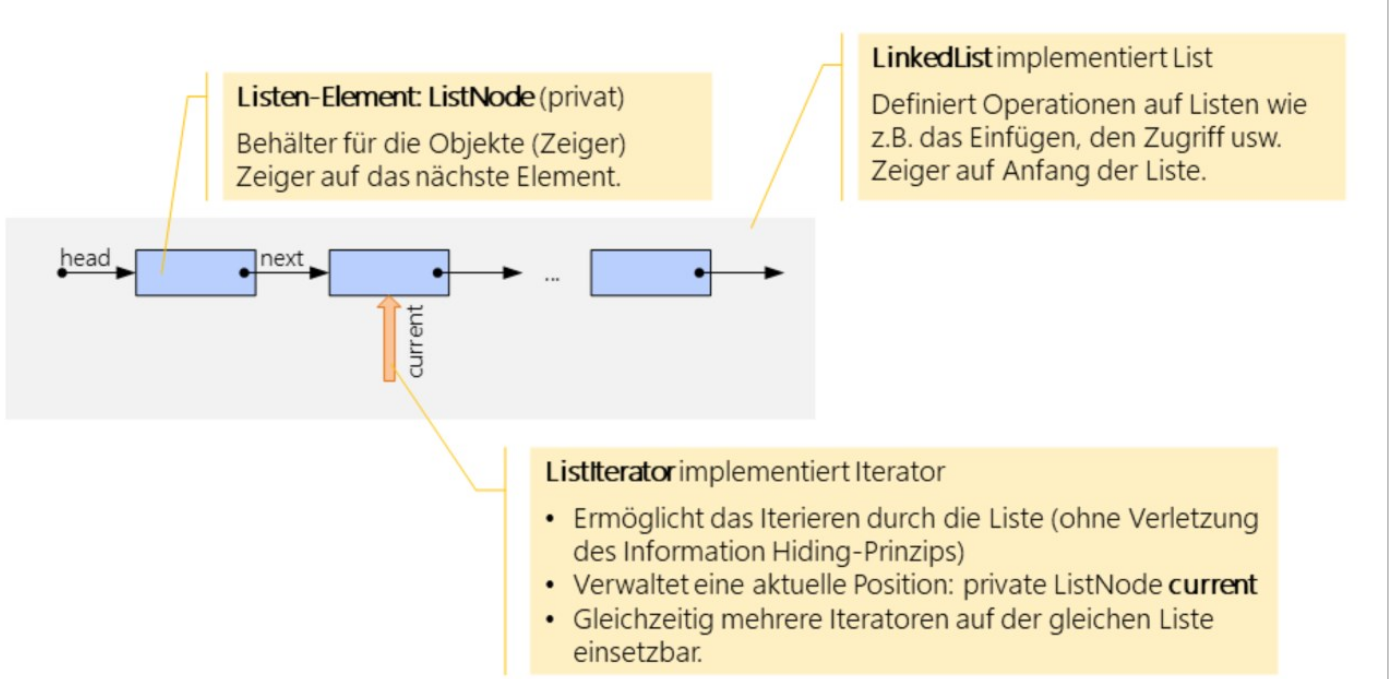 LinkedList implementiert List
Definiert Operationen auf Listen wie
z.B. das Einfügen, den Zugriff usw.
Zeiger auf Anfang der Liste.
Listen-Element: ListNode (privat)
Behälter für die Objekte (Zeiger)
Zeiger auf das nächste Element.
head
next
...
current
ListIterator implementiert Iterator
• Ermöglicht das Iterieren durch die Liste (ohne Verletzung
des Information Hiding-Prinzips)
• Verwaltet eine aktuelle Position: private ListNode current
• Gleichzeitig mehrere Iteratoren auf der gleichen Liste
einsetzbar.